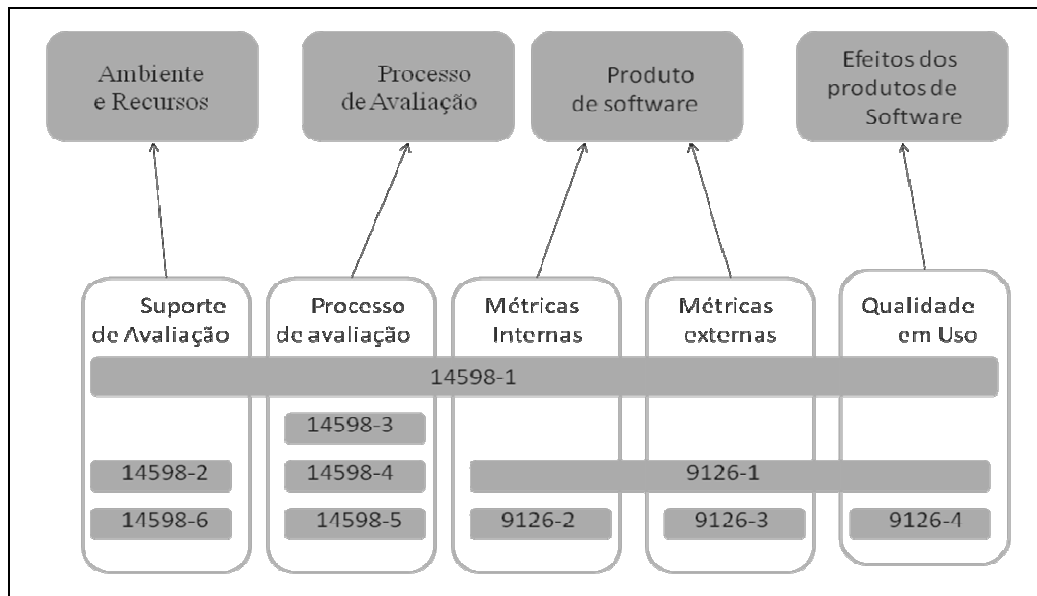 Ambiente
e Recursos
Processo
de Avaliação
Produto
de software
Efeitos dos
produtos de
Software
Suporte
de Avaliação
Processo
de avaliação
Métricas
Internas
Métricas
externas
Qualidade
em Uso
14598-1
14598-3
14598-2
14598-4
9126-1
14598-6
14598-5
9126-2
9126-3
9126-4